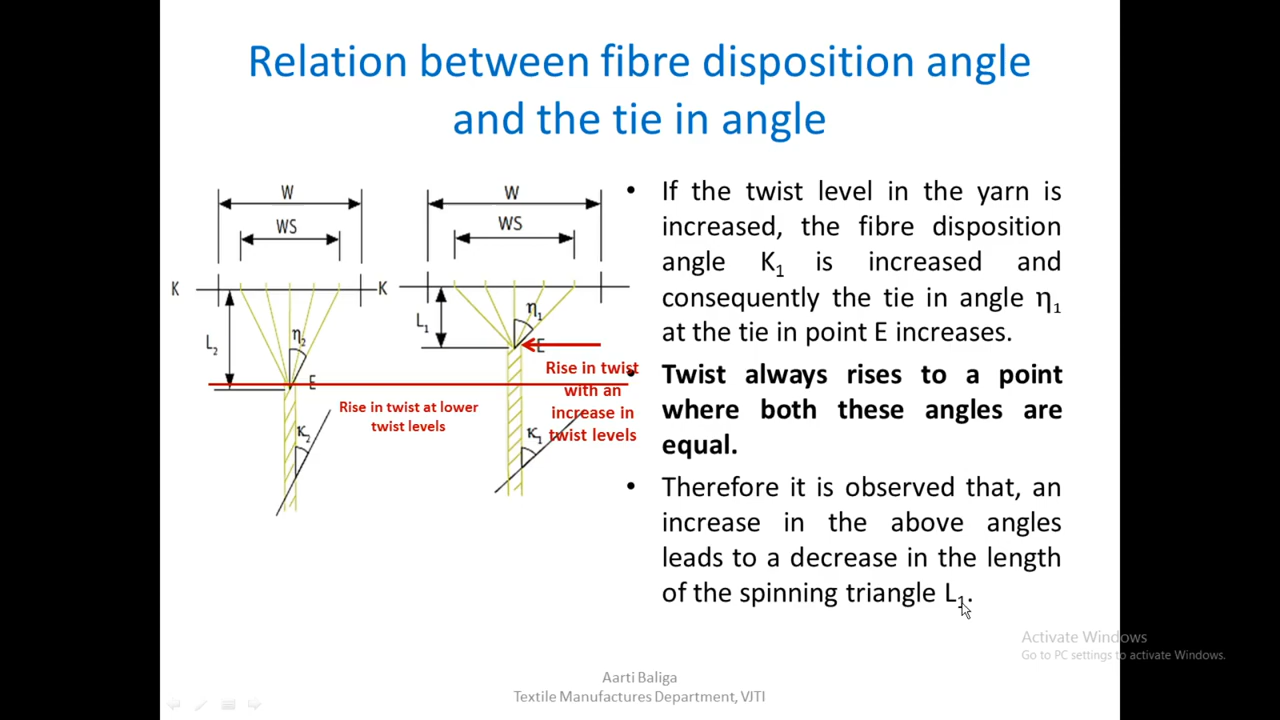 Relation between fibre disposition angle
and the tie in angle
W
WS
K
K
L2
η2
E
Rise in twist at lower
twist levels
κ2
W
WS
L1
η1
E
Rise in twist
with an
increase in
twist levels
κ1
• If the twist level in the yarn is
increased, the fibre disposition
angle K1 is increased and
consequently the tie in angle η1
at the tie in point E increases.
• Twist always rises to a point
where both these angles are
equal.
• Therefore it is observed that, an
increase in the above angles
leads to a decrease in the length
of the spinning triangle L1.
Activate Windows
Go to PC settings to activate Windows.
Aarti Baliga
Textile Manufactures Department, VJTI